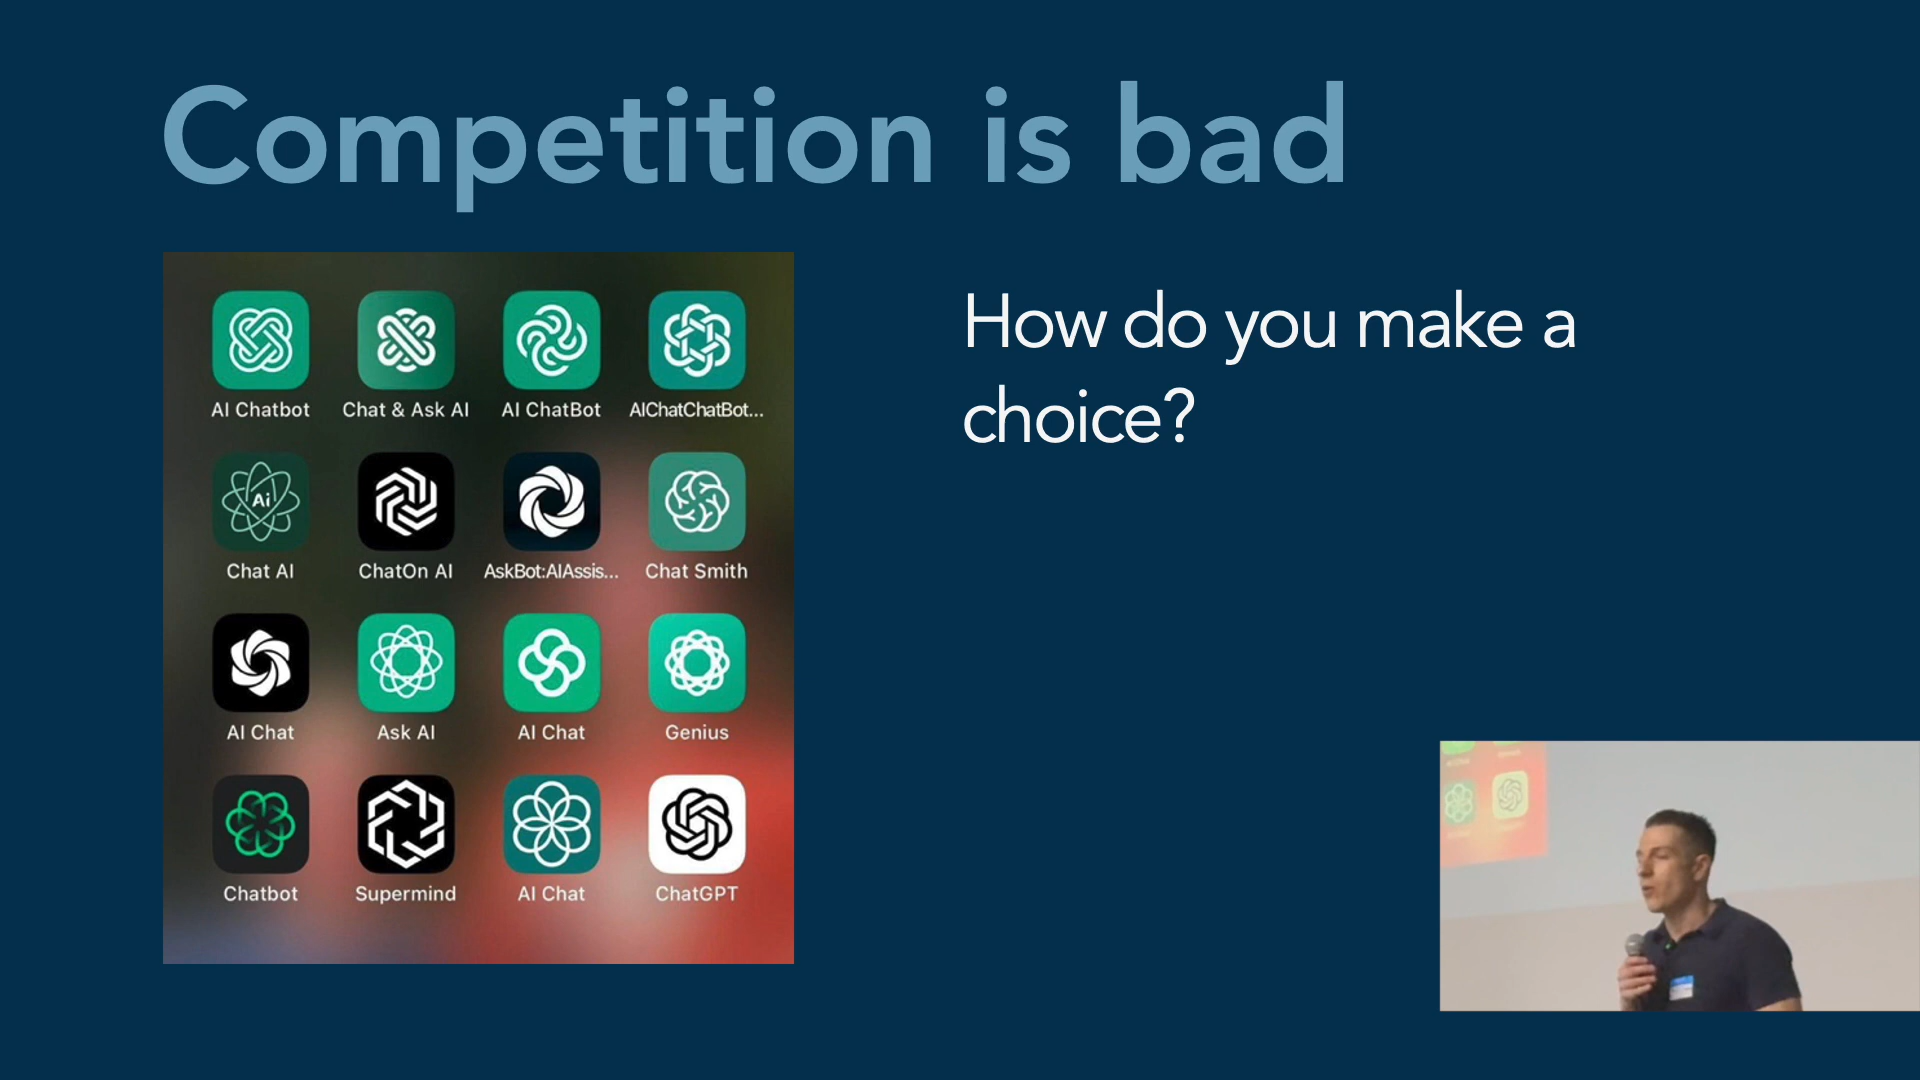 Competition is bad
How do you make a
choice?
AI Chatbot
Chat & Ask AI
AI ChatBot
AIChatChatBot...
Ai
Chat AI
ChatOn AI
AskBot:AIAssis...
Chat Smith
AI Chat
Ask AI
AI Chat
Genius
Chatbot
Supermind
AI Chat
ChatGPT